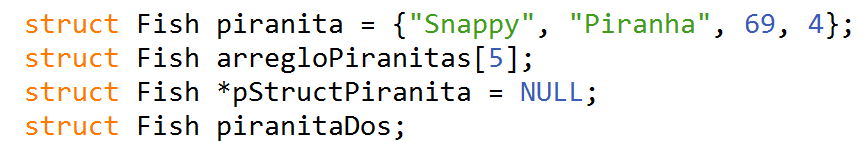 struct Fish piranita = {"Snappy", "Piranha", 69, 4};
struct Fish arregloPiranitas[5];
struct Fish *pStructPiranita = NULL;
struct Fish piranitaDos;